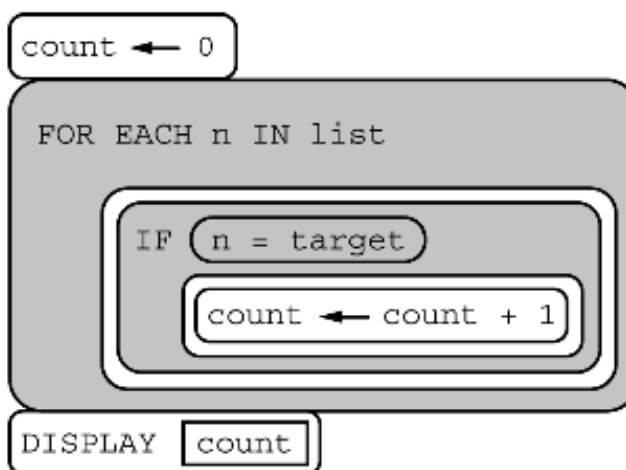 count ← 0
FOR EACH n IN list
IF n = target
count ← count + 1
DISPLAY count